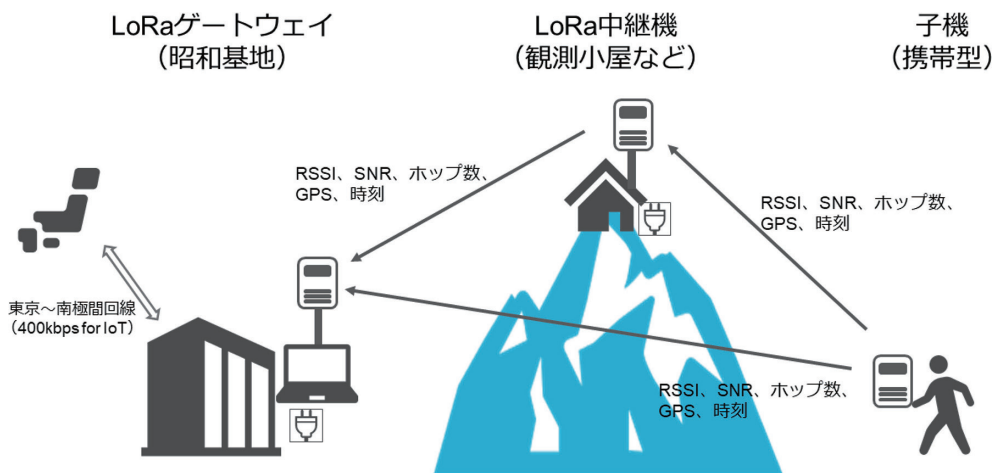 LoRaゲートウェイ
（昭和基地）
LoRa中継機
（観測小屋など）
子機
（携帯型）
RSSI、SNR、ホップ数、
GPS、時刻
RSSI、SNR、ホップ数、
GPS、時刻
東京～南極間回線
（400kbps for IoT）
RSSI、SNR、ホップ数、
GPS、時刻